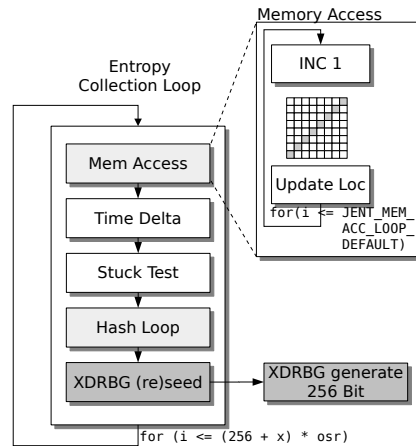 Memory Access
INC 1
Update Loc
for(i <= JENT_MEM_
ACC_LOOP_
DEFAULT)
Entropy
Collection Loop
Mem Access
Time Delta
Stuck Test
Hash Loop
XDRBG (re)seed
XDRBG generate
256 Bit
for (i <= (256 + x) * osr)